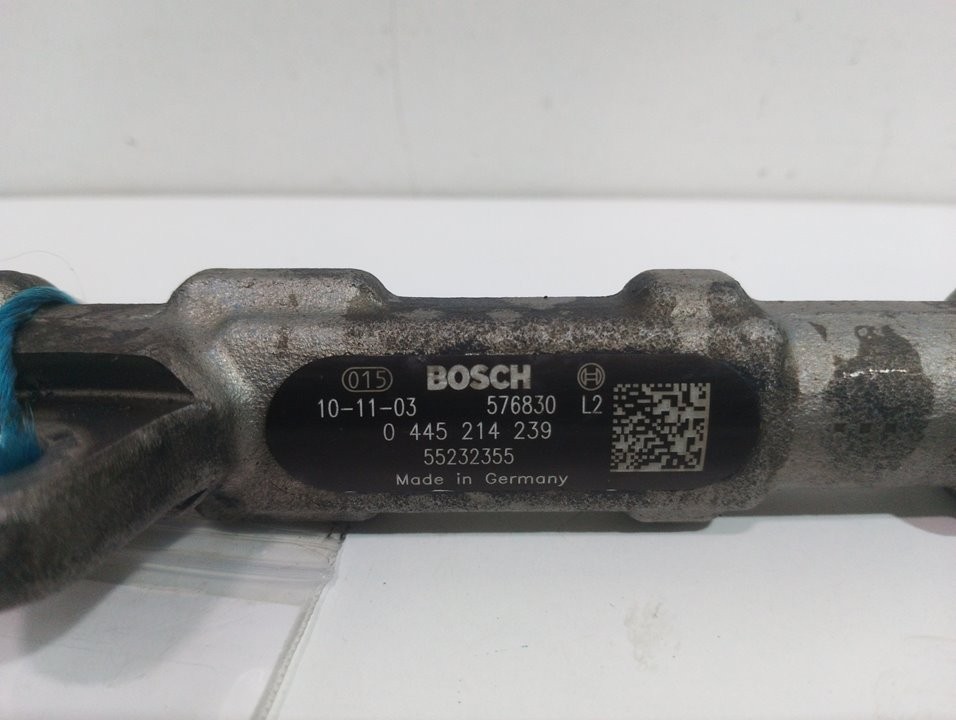 015 BOSCH
10-11-03 576830 L2
0 445 214 239
55232355
Made in Germany